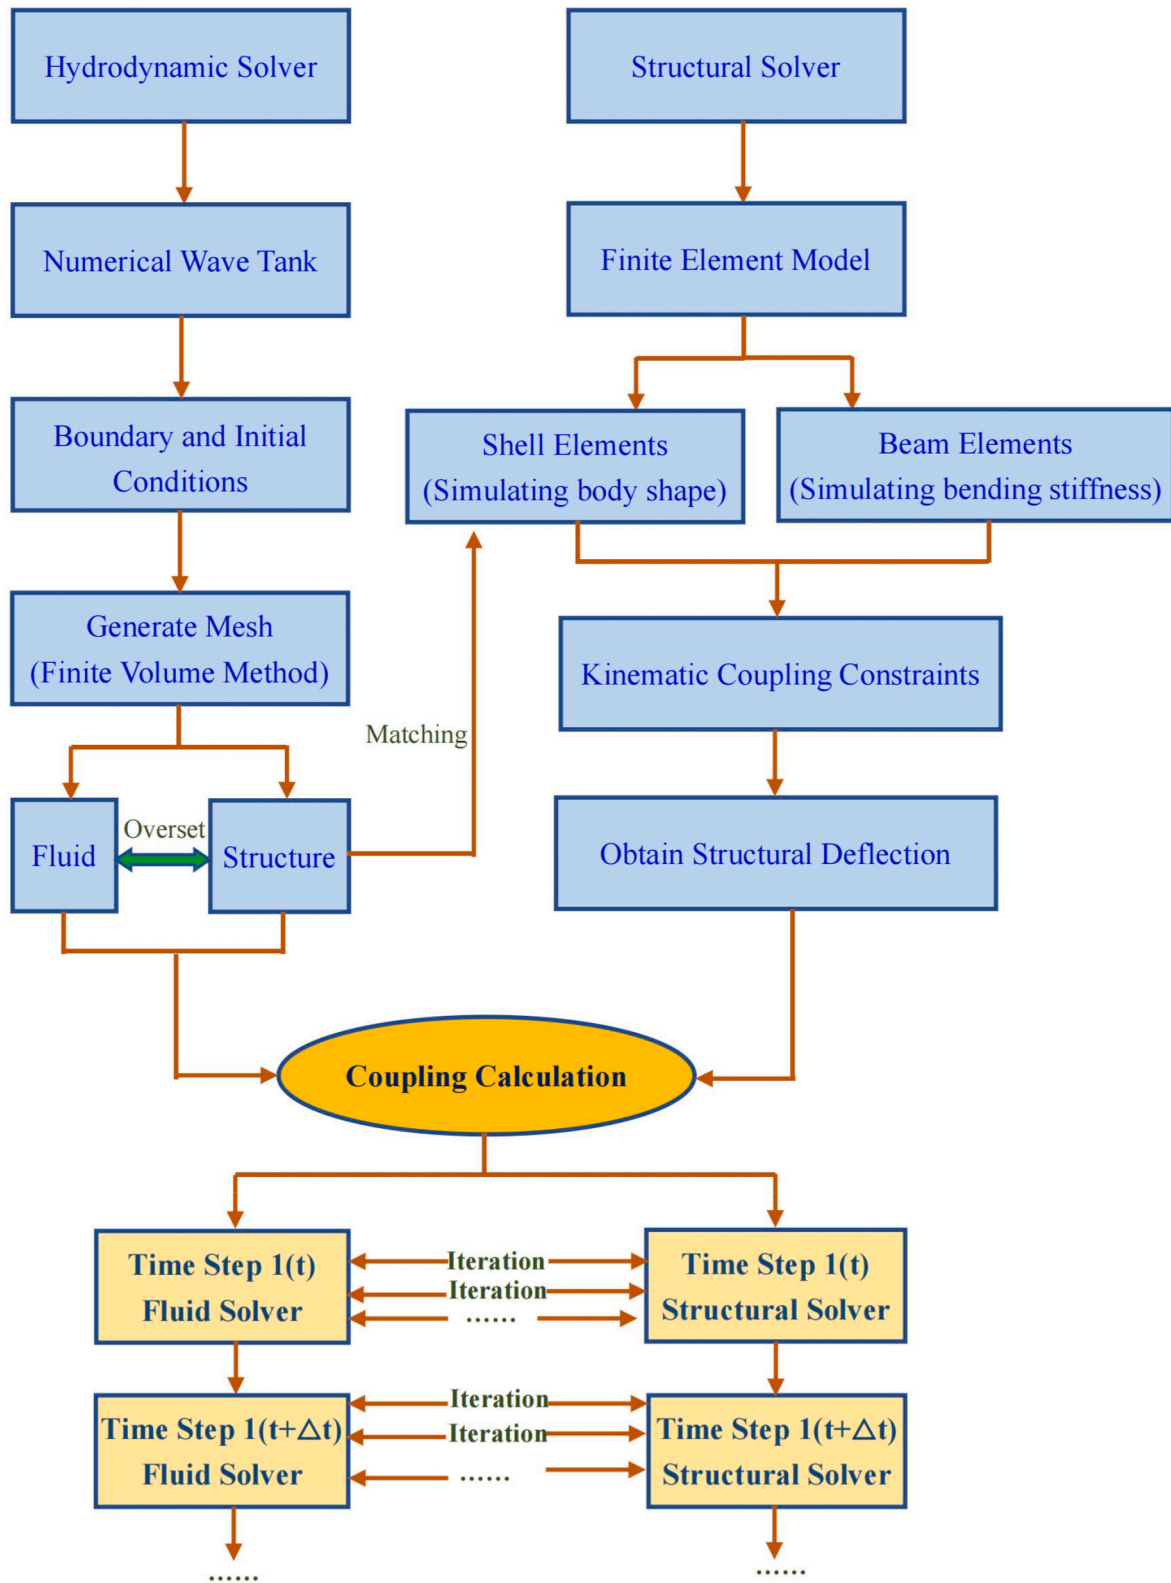 Hydrodynamic Solver
Structural Solver
Numerical Wave Tank
Finite Element Model
Boundary and Initial
Conditions
Shell Elements
(Simulating body shape)
Beam Elements
(Simulating bending stiffness)
Generate Mesh
(Finite Volume Method)
Kinematic Coupling Constraints
Matching
Fluid
Overset
Structure
Obtain Structural Deflection
Coupling Calculation
Time Step 1(t)
Fluid Solver
Iteration
Iteration
......
Time Step 1(t)
Structural Solver
Time Step 1(t+△t)
Fluid Solver
Iteration
Iteration
......
Time Step 1(t+△t)
Structural Solver
......
......